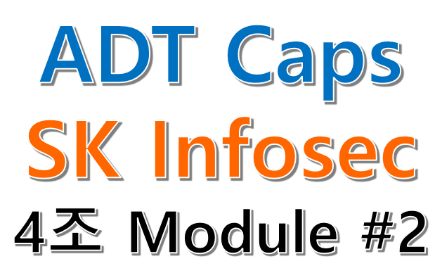 ADT Caps
SK Infosec
4조 Module #2